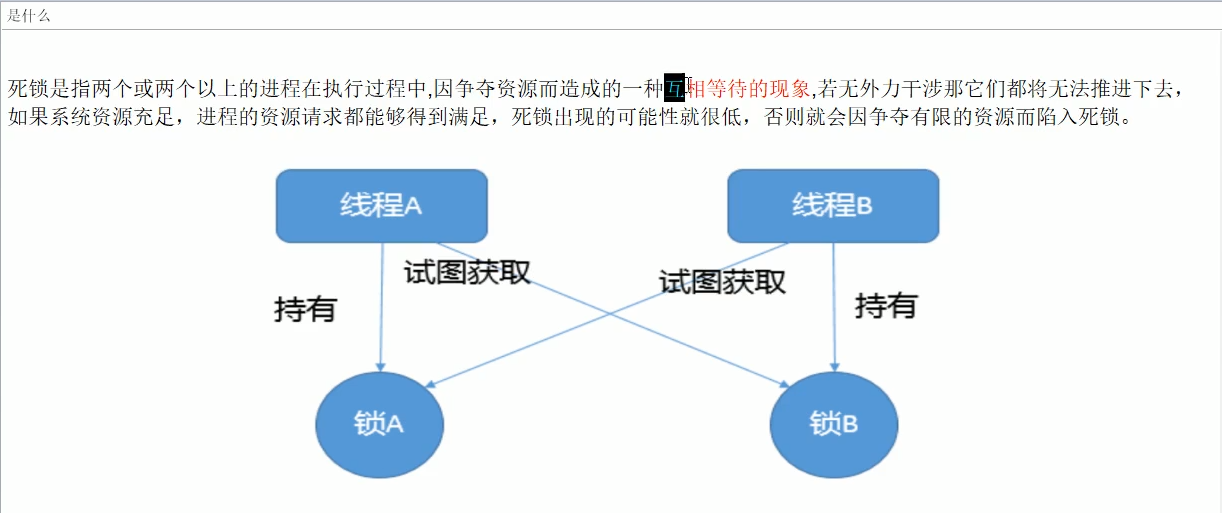 是什么
死锁是指两个或两个以上的进程在执行过程中,因争夺资源而造成的一种互相等待的现象,若无外力干涉那它们都将无法推进下去，
如果系统资源充足，进程的资源请求都能够得到满足，死锁出现的可能性就很低，否则就会因争夺有限的资源而陷入死锁。
线程A
线程B
试图获取
试图获取
持有
持有
锁A
锁B